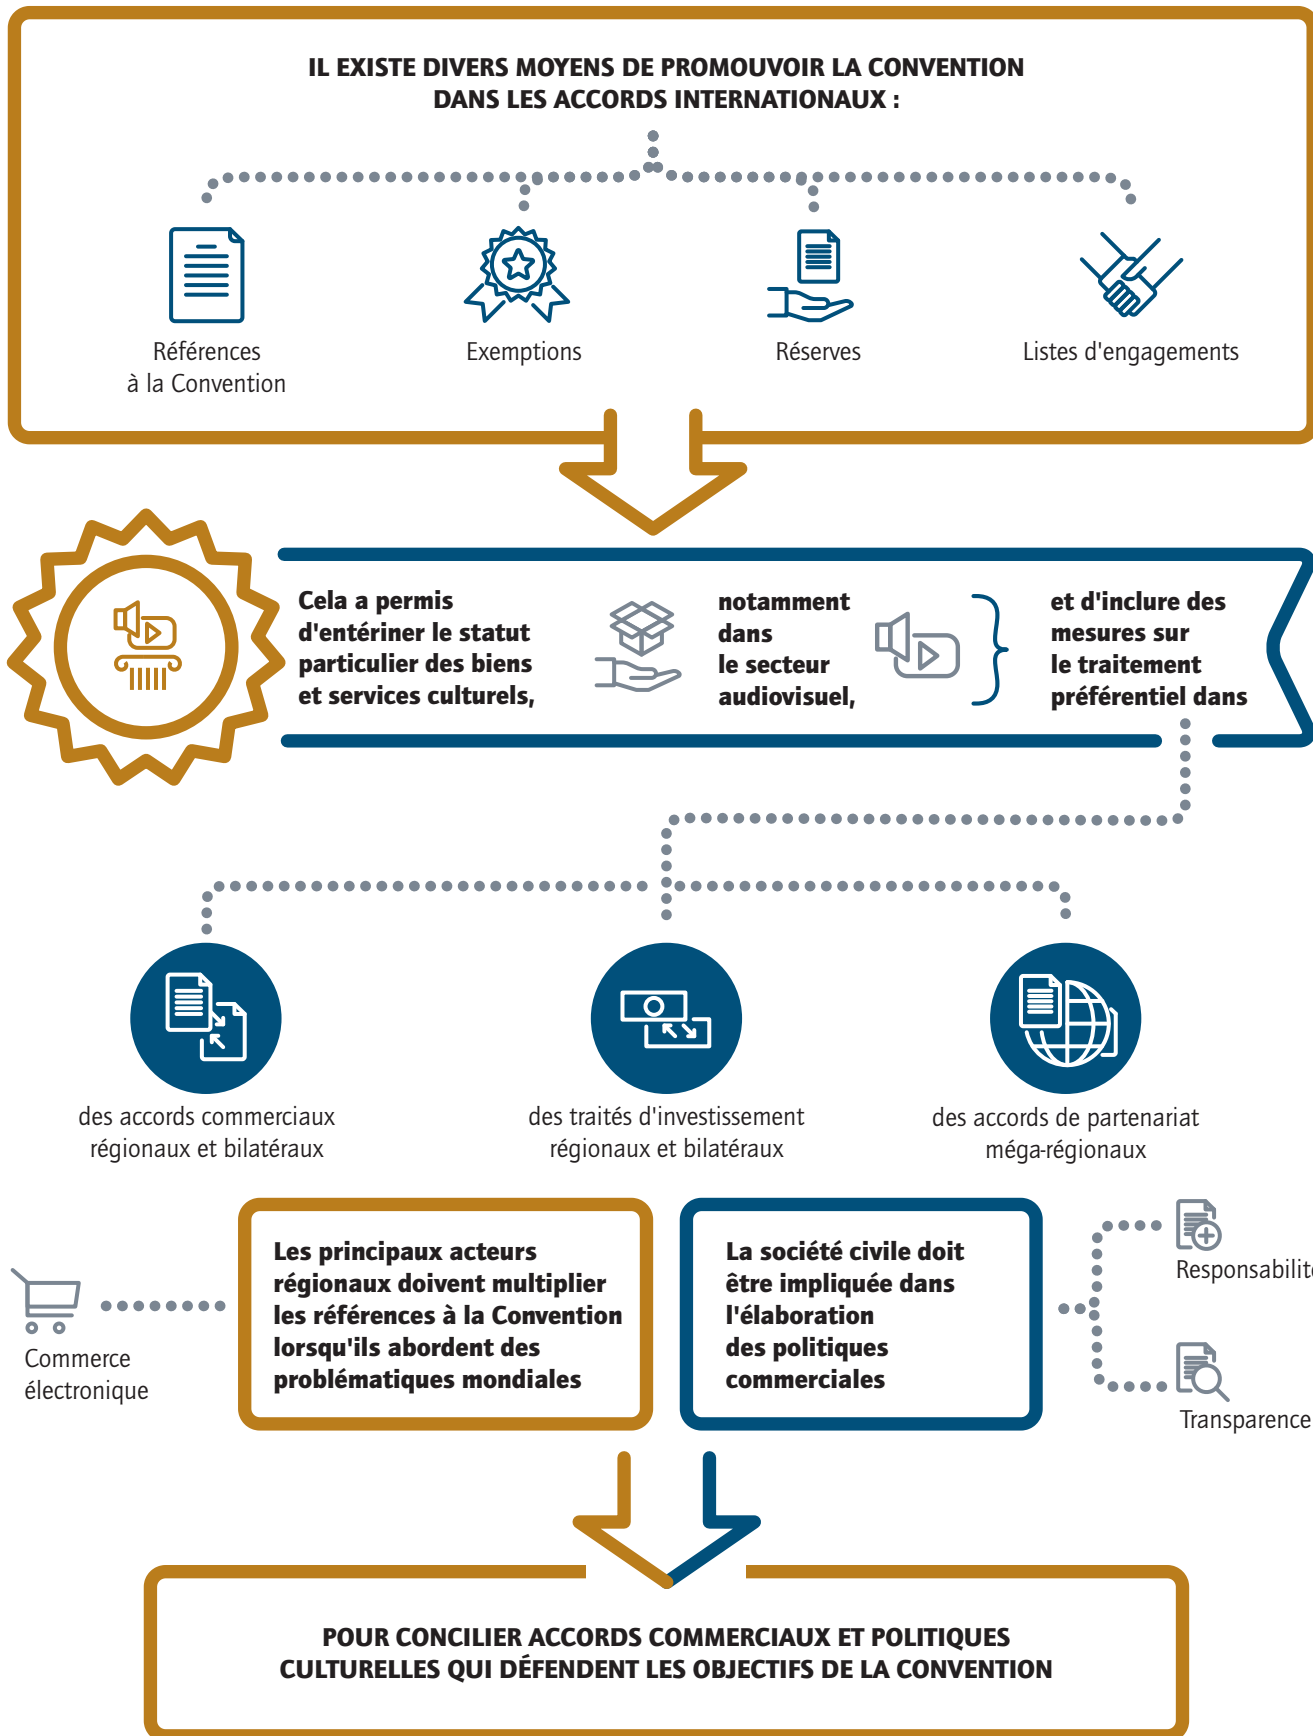 IL EXISTE DIVERS MOYENS DE PROMOUVOIR LA CONVENTION
DANS LES ACCORDS INTERNATIONAUX :
Références
à la Convention
Exemptions
Réserves
Listes d'engagements
Cela a permis
d'entériner le statut
particulier des biens
et services culturels,
notamment
dans
le secteur
audiovisuel,
et d'inclure des
mesures sur
le traitement
préférentiel dans
des accords commerciaux
régionaux et bilatéraux
des traités d'investissement
régionaux et bilatéraux
des accords de partenariat
méga-régionaux
Commerce
électronique
Les principaux acteurs
régionaux doivent multiplier
les références à la Convention
lorsqu'ils abordent des
problématiques mondiales
La société civile doit
être impliquée dans
l'élaboration
des politiques
commerciales
Responsabilité
Transparence
POUR CONCILIER ACCORDS COMMERCIAUX ET POLITIQUES
CULTURELLES QUI DÉFENDENT LES OBJECTIFS DE LA CONVENTION